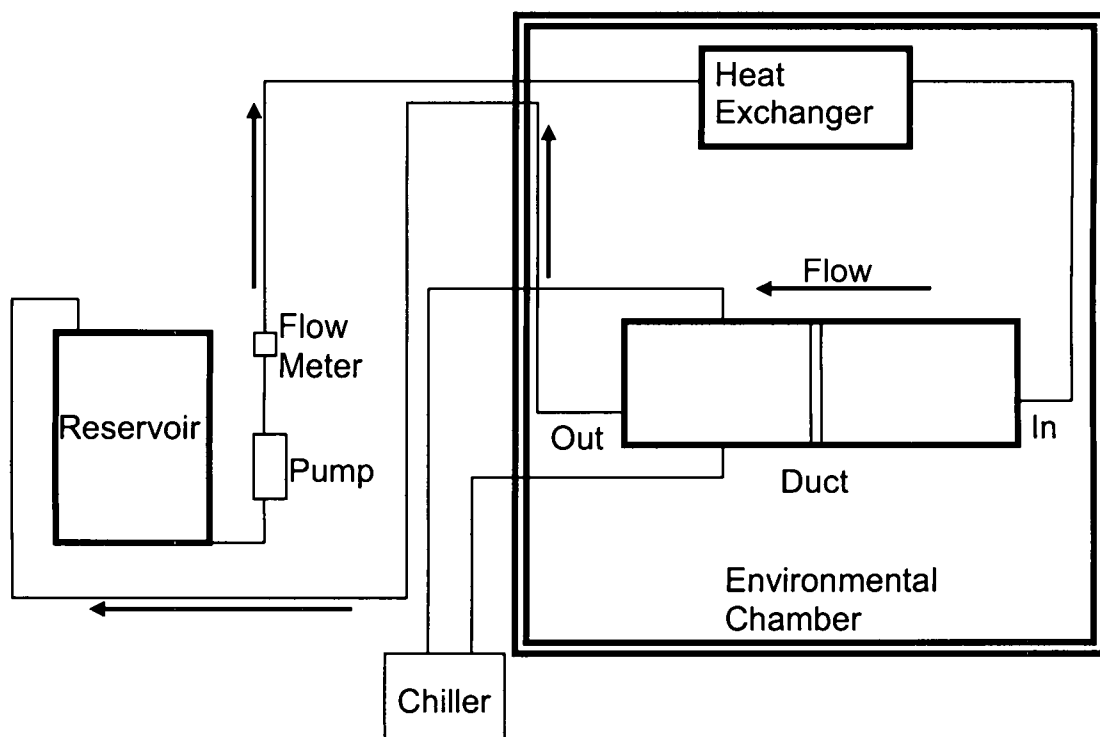 Heat
Exchanger
Flow
Flow
Meter
Reservoir
Pump
Out
In
Duct
Environmental
Chamber
Chiller